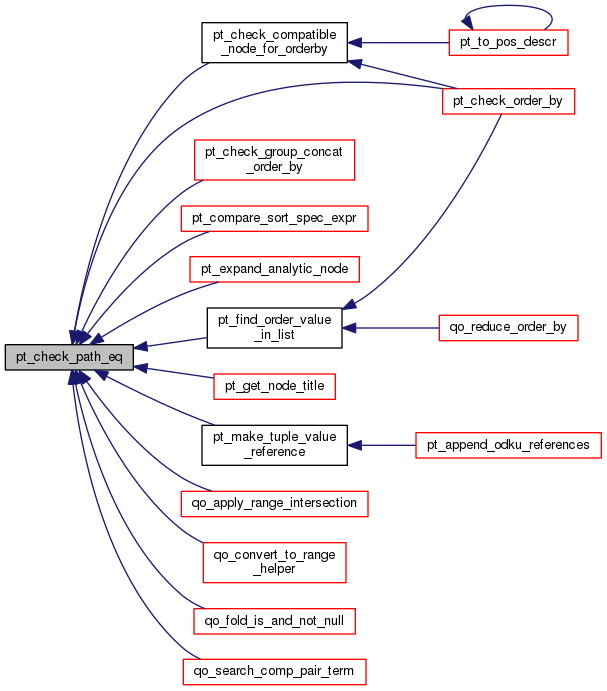 pt_check_compatible
_node_for_orderby
pt_to_pos_descr
pt_check_order_by
pt_check_group_concat
_order_by
pt_compare_sort_spec_expr
pt_expand_analytic_node
pt_find_order_value
_in_list
qo_reduce_order_by
pt_check_path_eq
pt_get_node_title
pt_make_tuple_value
_reference
pt_append_odku_references
qo_apply_range_intersection
qo_convert_to_range
_helper
qo_fold_is_and_not_null
qo_search_comp_pair_term